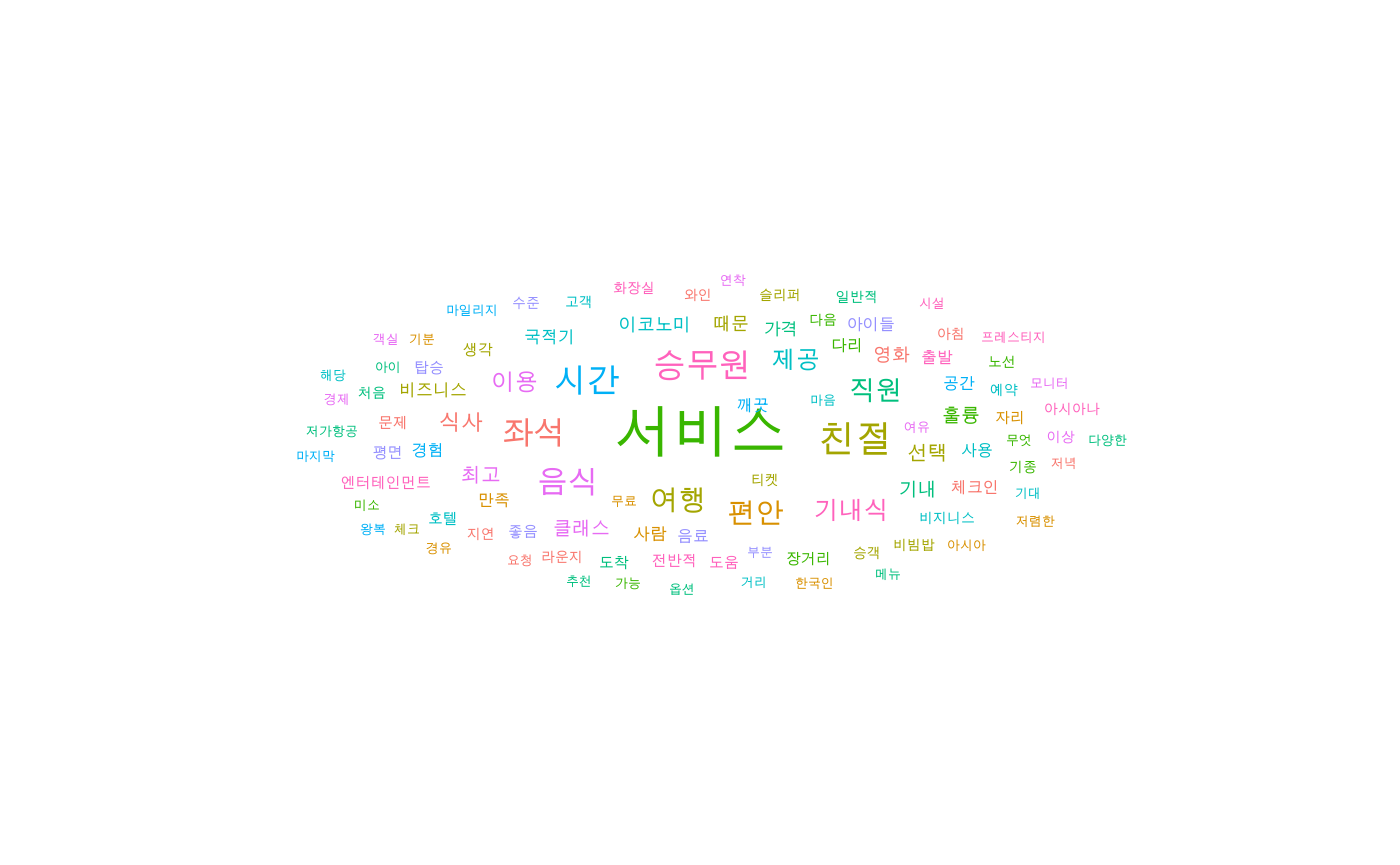 연착
화장실 와인 슬리퍼 일반적
마일리지 수준 고객 시설
이코노미 때문 가격 다음 아이들
객실 기분 국적기 아침 프레스티지
생각 다리 영화 출발 노선
해당 아이 탑승 승무원 제공
경제 처음 비즈니스 이용 시간 직원 공간 예약 모니터
깨끗 마음 아시아나
저가항공 문제 식사 좌석 서비스 친절 여유 훌륭 자리
마지막 평면 경험 선택 사용 무엇 이상 다양한
기종 저녁
엔터테인먼트 최고 음식 티켓 기내 체크인 기대
미소 만족 무료 여행 편안 기내식 비지니스 저렴한
왕복 체크 호텔 지연 좋음 클래스 사람 음료
경유 요청 라운지 도착 전반적 도움 부분 장거리 승객 비빔밥 아시아
추천 가능 옵션 거리 한국인 메뉴